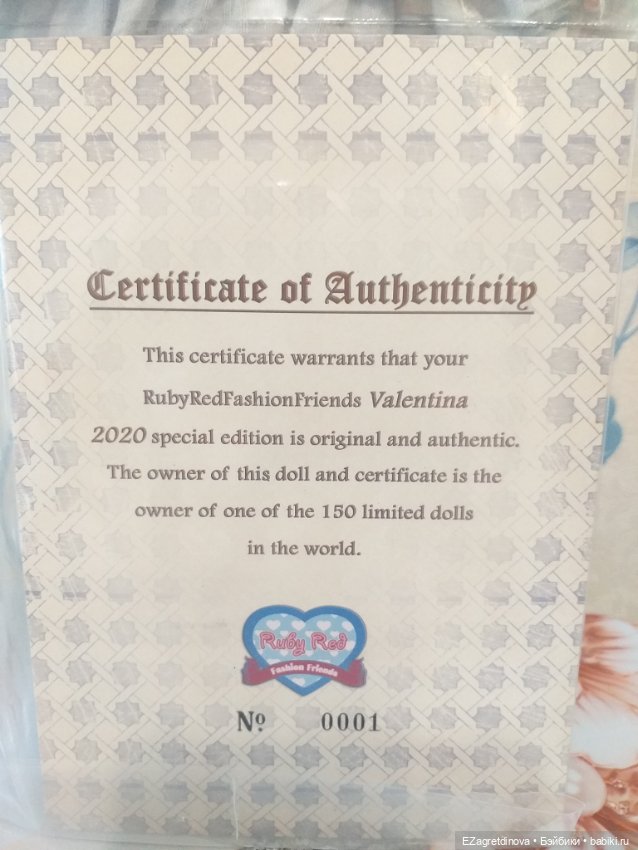 Certificate of Authenticity
This certificate warrants that your
RubyRedFashionFriends Valentina
2020 special edition is original and authentic.
The owner of this doll and certificate is the
owner of one of the 150 limited dolls
in the world.
Ruby Red
Fashion Friends
Nº 0001
EZagretdinova • Бэйбики • babiki.ru